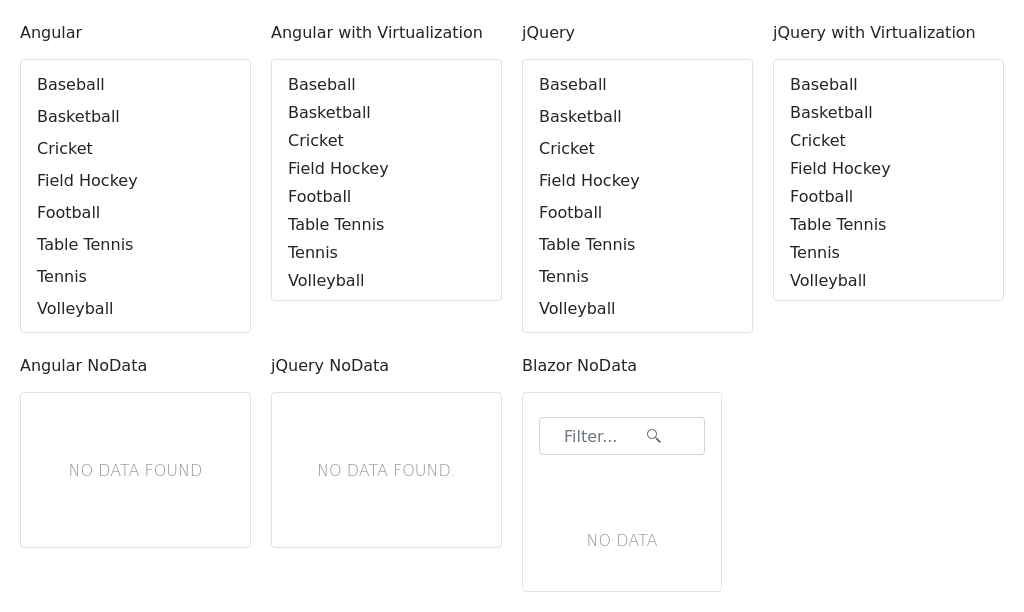 Angular
Baseball
Basketball
Cricket
Field Hockey
Football
Table Tennis
Tennis
Volleyball
Angular with Virtualization
Baseball
Basketball
Cricket
Field Hockey
Football
Table Tennis
Tennis
Volleyball
jQuery
Baseball
Basketball
Cricket
Field Hockey
Football
Table Tennis
Tennis
Volleyball
jQuery with Virtualization
Baseball
Basketball
Cricket
Field Hockey
Football
Table Tennis
Tennis
Volleyball
Angular NoData
NO DATA FOUND
jQuery NoData
NO DATA FOUND.
Blazor NoData
Filter...
NO DATA